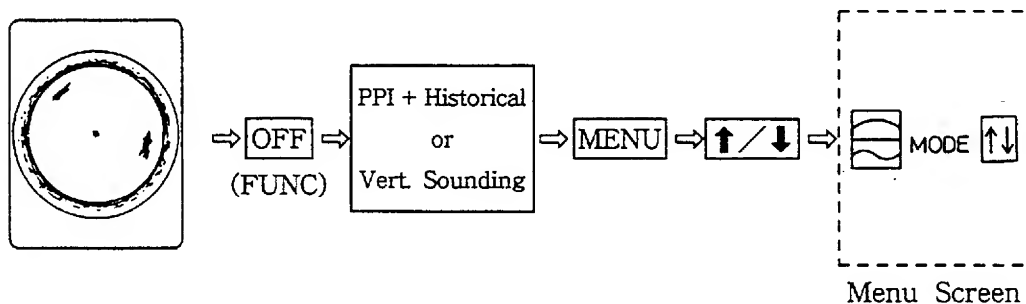 OFF
(FUNC)
PPI + Historical
or
Vert. Sounding
MENU
⬆/⬇
MODE ↑↓
Menu Screen